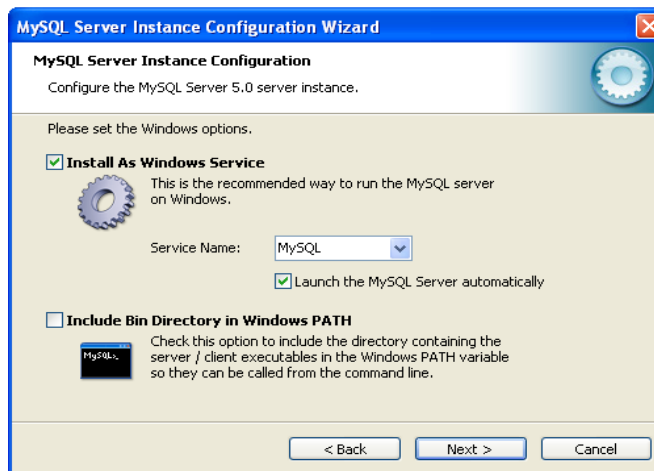 MySQL Server Instance Configuration Wizard
MySQL Server Instance Configuration
Configure the MySQL Server 5.0 server instance.
Please set the Windows options.
Install As Windows Service
This is the recommended way to run the MySQL server
on Windows.
Service Name:
MySQL
Launch the MySQL Server automatically
Include Bin Directory in Windows PATH
MySQL>_
Check this option to include the directory containing the
server / client executables in the Windows PATH variable
so they can be called from the command line.
< Back
Next >
Cancel